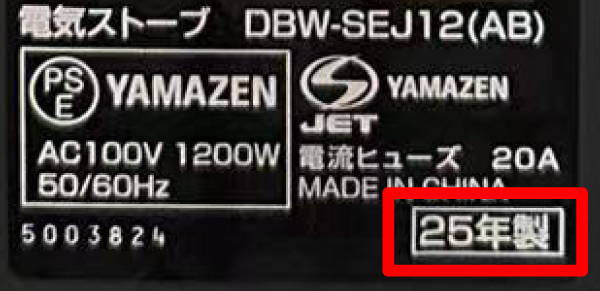 電気ストーブ DBW-SEJ12(AB)
PS
E
YAMAZEN
AC100V 1200W
50/60Hz
5003824
YAMAZEN
JET
電流ヒューズ 20A
MADE IN CHINA
25年製